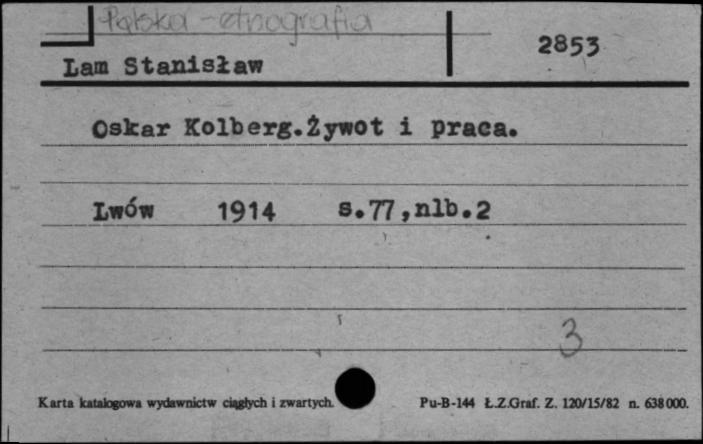 Polska - etnografia
2853
Lam Stanisław
Oskar Kolberg.Żywot i praca.
Lwów 1914 s.77,nlb.2
3
Karta katalogowa wydawnictw ciągłych i zwartych. Pu-B-144 Ł.Z.Graf. Z. 120/15/82 n. 638000.